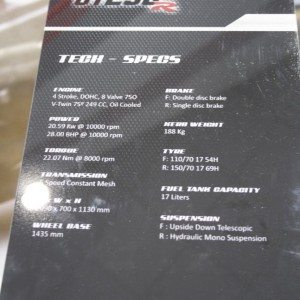 R
TECH - SPECS
ENGINE
4 Stroke, DOHC, 8 Valve 75O
V-Twin 75º 249 CC, Oil Cooled
POWER
20.59 Kw @ 10000 rpm
28.00 BHP @ 10000 rpm
TORQUE
22.07 Nm @ 8000 rpm
TRANSMISSION
Speed Constant Mesh
W x H
x 700 x 1130 mm
WHEEL BASE
1435 mm
BRAKE
F: Double disc brake
R: Single disc brake
KERB WEIGHT
188 Kg
TYRE
F: 110/70 17 54H
R: 150/70 17 69H
FUEL TANK CAPACITY
17 Liters
SUSPENSION
F : Upside Down Telescopic
R : Hydraulic Mono Suspension